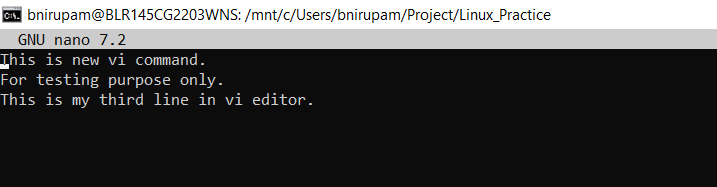 bnirupam@BLR145CG2203WNS: /mnt/c/Users/bnirupam/Project/Linux_Practice
GNU nano 7.2
This is new vi command.
For testing purpose only.
This is my third line in vi editor.